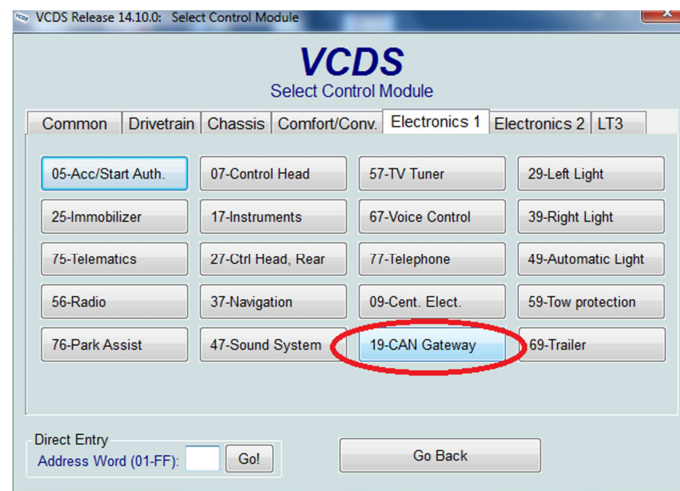 VCDS Release 14.10.0: Select Control Module
VCDS
Select Control Module
Common Drivetrain Chassis Comfort/Conv. Electronics 1 Electronics 2 LT3
05-Acc/Start Auth. 07-Control Head 57-TV Tuner 29-Left Light
25-Immobilizer 17-Instruments 67-Voice Control 39-Right Light
75-Telematics 27-Ctrl Head, Rear 77-Telephone 49-Automatic Light
56-Radio 37-Navigation 09-Cent. Elect. 59-Tow protection
76-Park Assist 47-Sound System 19-CAN Gateway 69-Trailer
Direct Entry
Address Word (01-FF): Go! Go Back